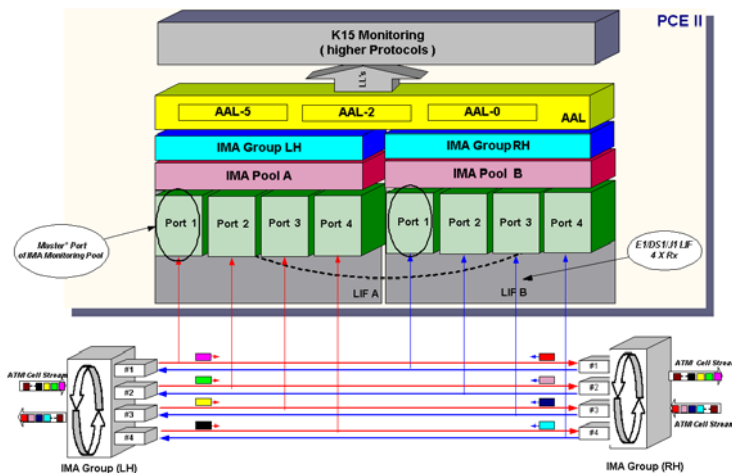 PCE II
K15 Monitoring
( higher Protocols )
LL's
AAL-5 AAL-2 AAL-0
AAL
IMA Group LH IMA Group RH
IMA Pool A IMA Pool B
Port 1 Port 2 Port 3 Port 4 Port 1 Port 2 Port 3 Port 4
Master" Port
of IMA Monitoring Pool
E1/DS1/J1 LIF
4 X Rx
LIF A LIF B
#1 #1
ATM Cell Stream ATM Cell Stream
#2 #2
#3 #3
ATM Cell Stream
#4 #4
IMA Group (LH) IMA Group (RH)